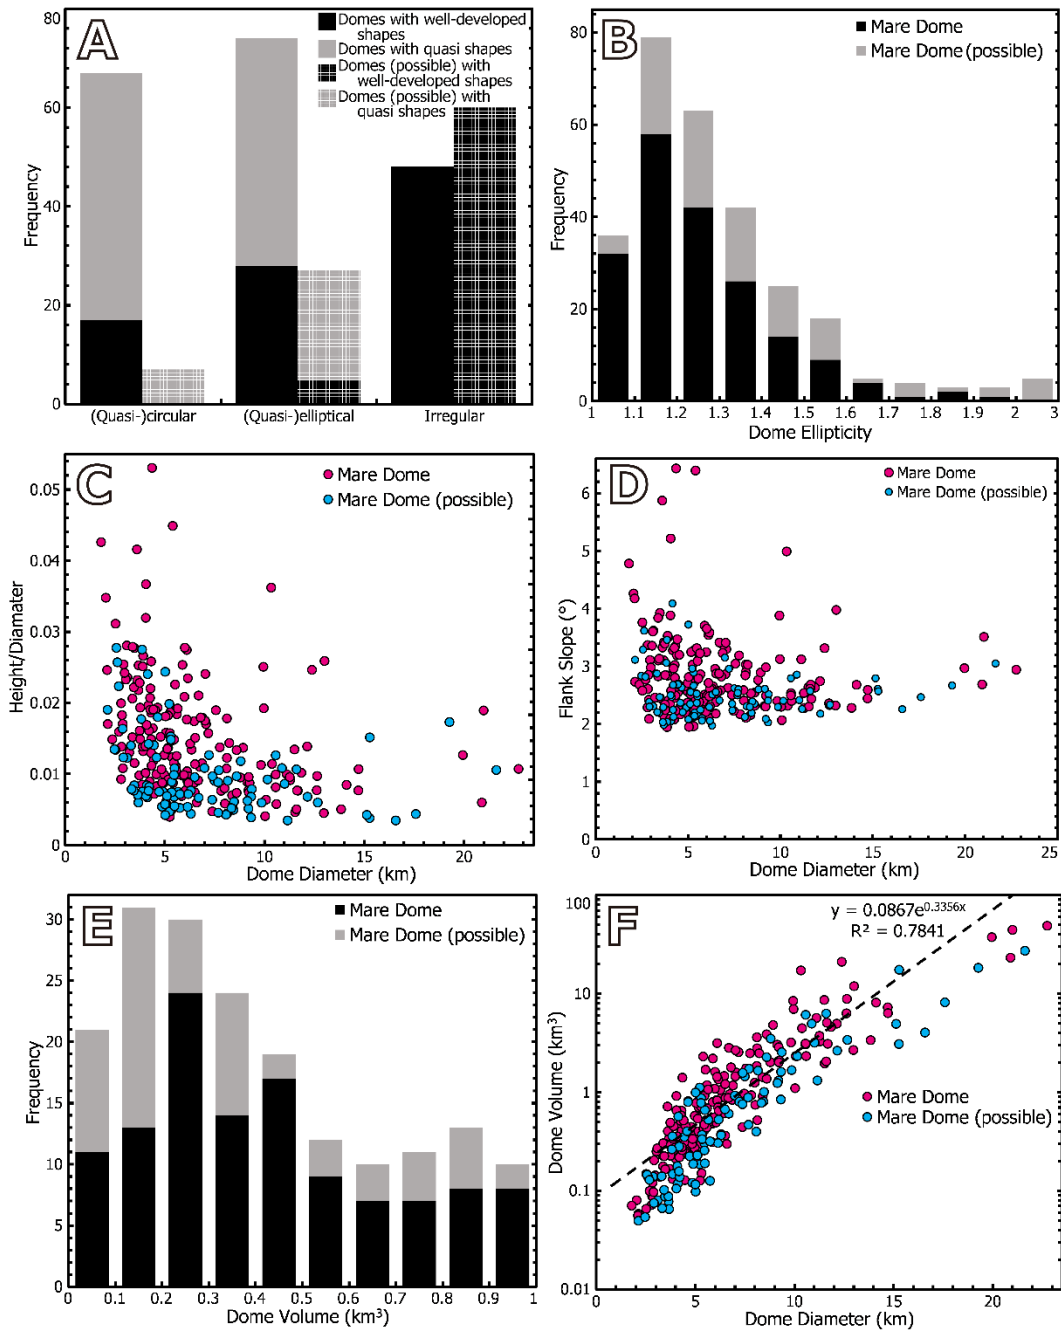 A
80
60
40
20
0
Frequency
Domes with well-developed
shapes
Domes with quasi shapes
Domes (possible) with
well-developed shapes
Domes (possible) with
quasi shapes
(Quasi-)circular
(Quasi-)elliptical
Irregular
B
80
60
40
20
0
Frequency
Mare Dome
Mare Dome (possible)
1 1.1 1.2 1.3 1.4 1.5 1.6 1.7 1.8 1.9 2 3
Dome Ellipticity
C
0.05
0.04
0.03
0.02
0.01
0
Height/Diamater
Mare Dome
Mare Dome (possible)
0 5 10 15 20
Dome Diameter (km)
D
6
5
4
3
2
1
0
Flank Slope (°)
Mare Dome
Mare Dome (possible)
0 5 10 15 20 25
Dome Diameter (km)
E
30
25
20
15
10
5
0
Frequency
Mare Dome
Mare Dome (possible)
0 0.1 0.2 0.3 0.4 0.5 0.6 0.7 0.8 0.9 1
Dome Volume (km³)
F
100
10
1
0.1
0.01
Dome Volume (km³)
y = 0.0867e^0.3356x
R² = 0.7841
Mare Dome
Mare Dome (possible)
0 5 10 15 20
Dome Diameter (km)